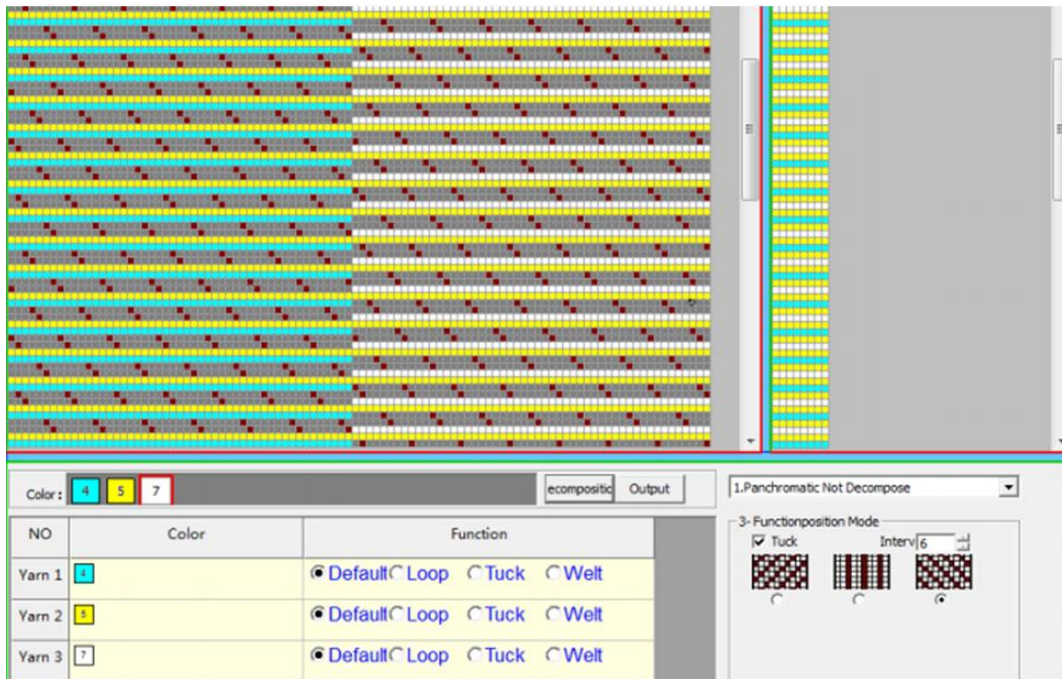 Color: 4 5 7 ecompositic Output
1.Panchromatic Not Decompose
3- Functionposition Mode
Tuck Interv 6
NO Color Function
Yarn 1 4 Default Loop Tuck Welt
Yarn 2 5 Default Loop Tuck Welt
Yarn 3 7 Default Loop Tuck Welt